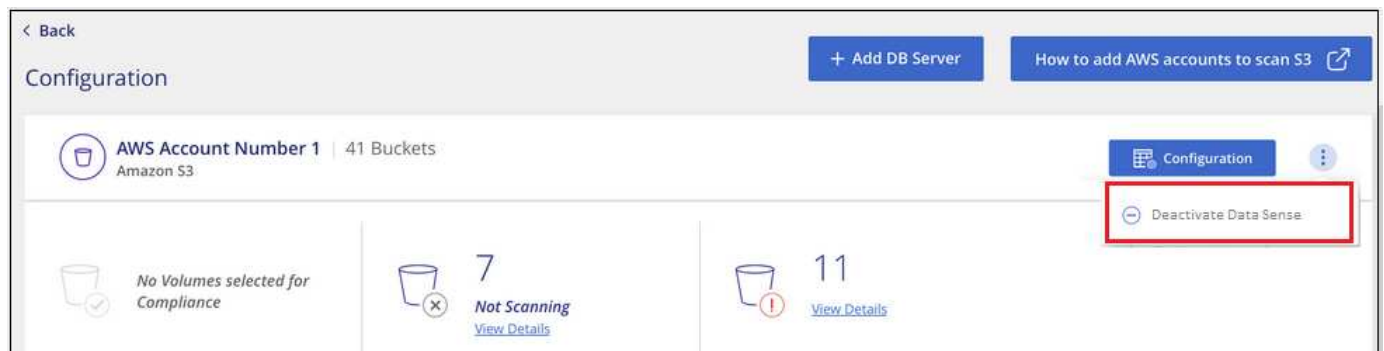 < Back
+ Add DB Server
How to add AWS accounts to scan S3
Configuration
AWS Account Number 1 | 41 Buckets
Amazon S3
Configuration
Deactivate Data Sense
No Volumes selected for
Compliance
7
Not Scanning
View Details
11
View Details